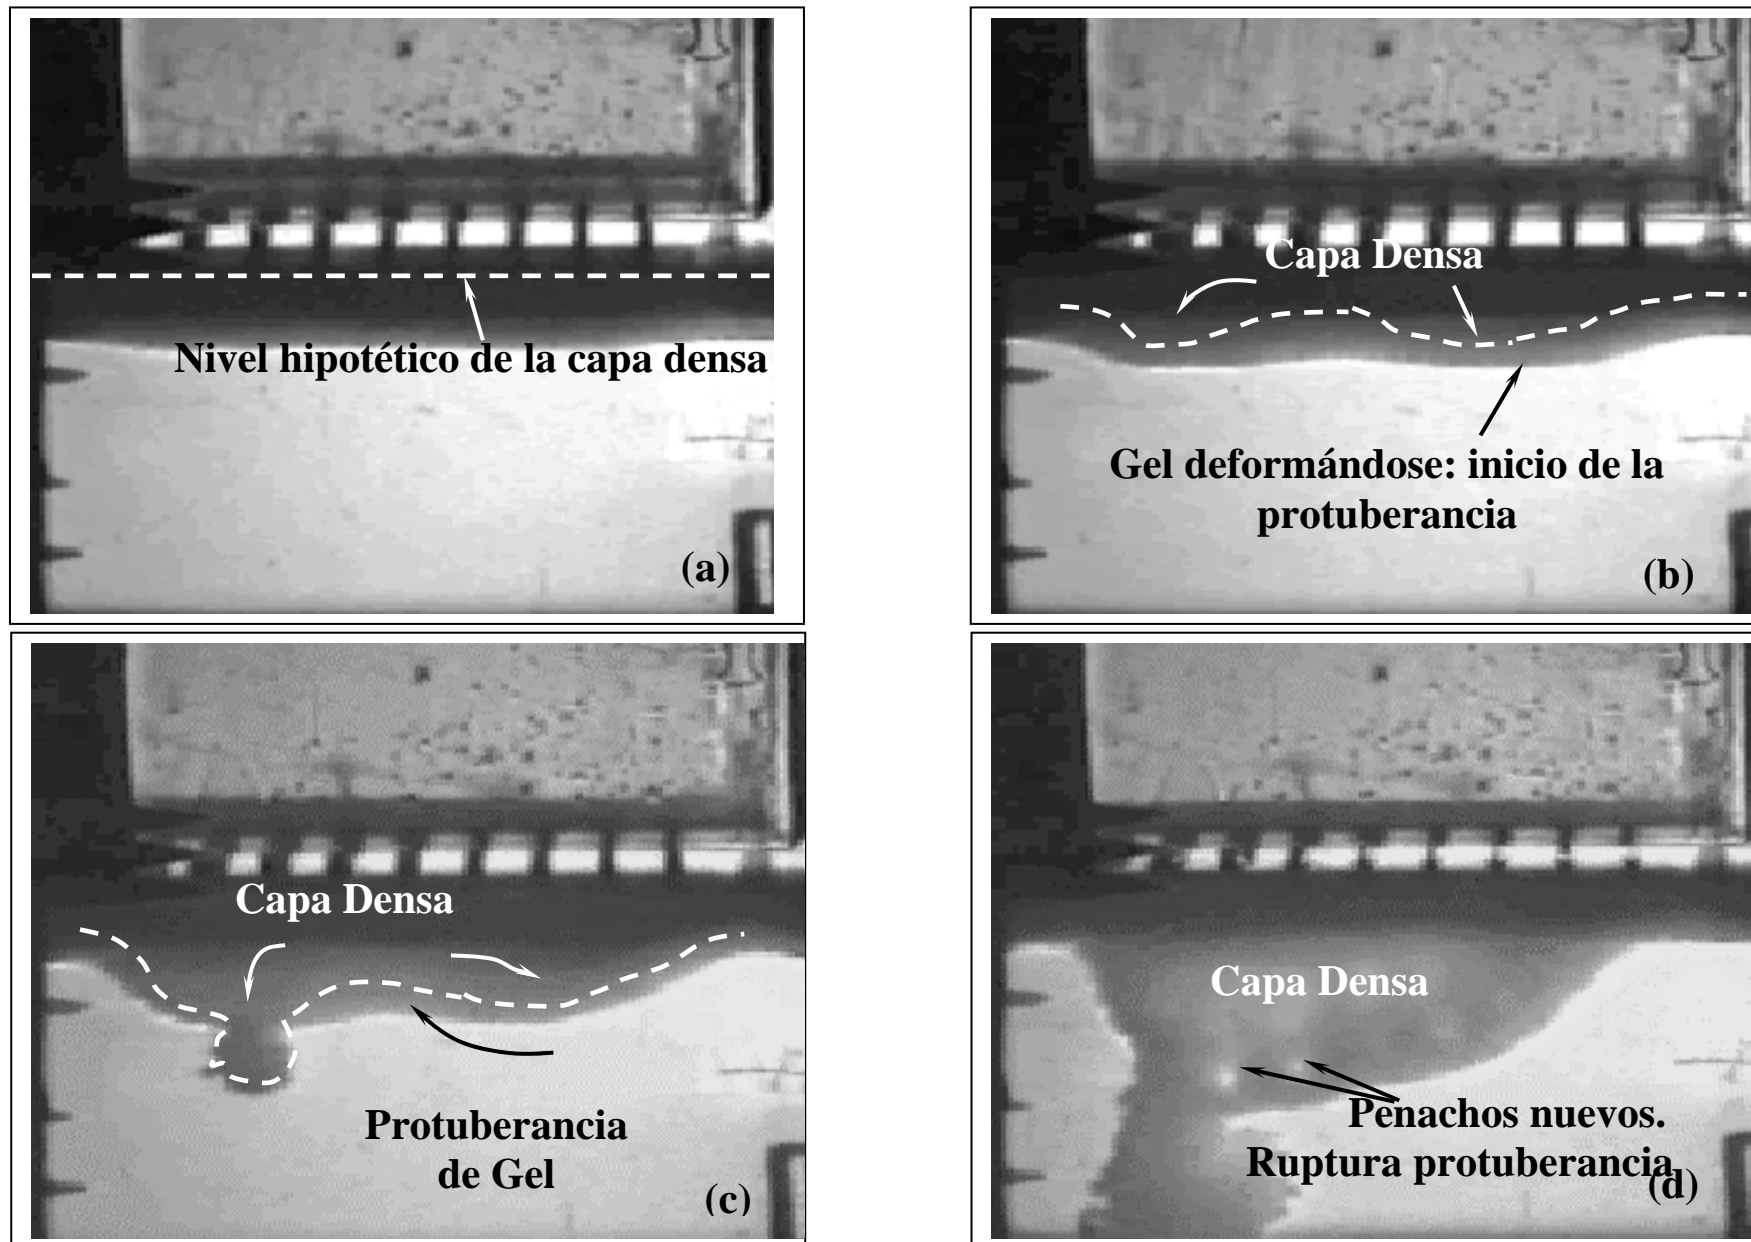 Nivel hipotético de la capa densa
(a)
Capa Densa
Gel deformándose: inicio de la
protuberancia
(b)
Capa Densa
Protuberancia
de Gel
(c)
Capa Densa
Penachos nuevos.
Ruptura protuberancia
(d)